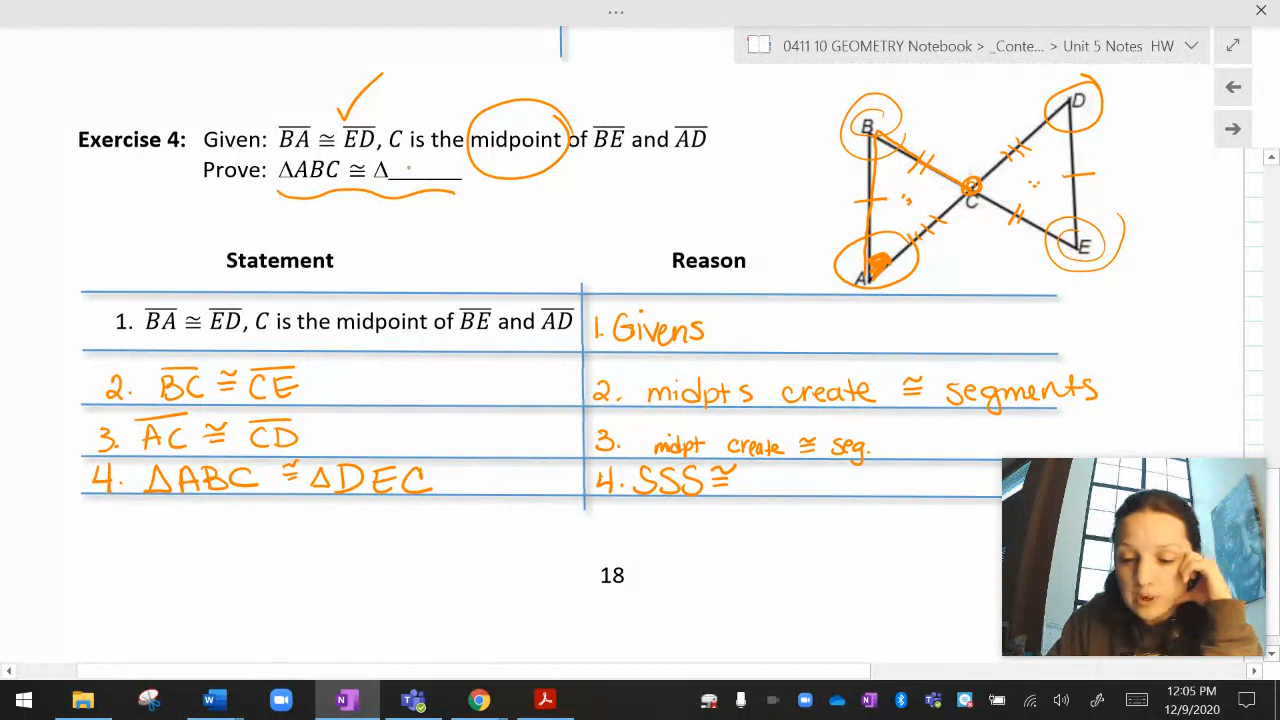 0411 10 GEOMETRY Notebook > _Conte... > Unit 5 Notes HW
Exercise 4: Given: BA ≅ ED, C is the midpoint of BE and AD
Prove: ΔABC ≅ Δ______
B
D
C
A
E
Statement Reason
1. BA ≅ ED, C is the midpoint of BE and AD 1. Givens
2. BC ≅ CE 2. midpts create ≅ segments
3. AC ≅ CD 3. midpt create ≅ seg.
4. ΔABC ≅ ΔDEC 4. SSS≅
18
12:05 PM
12/9/2020